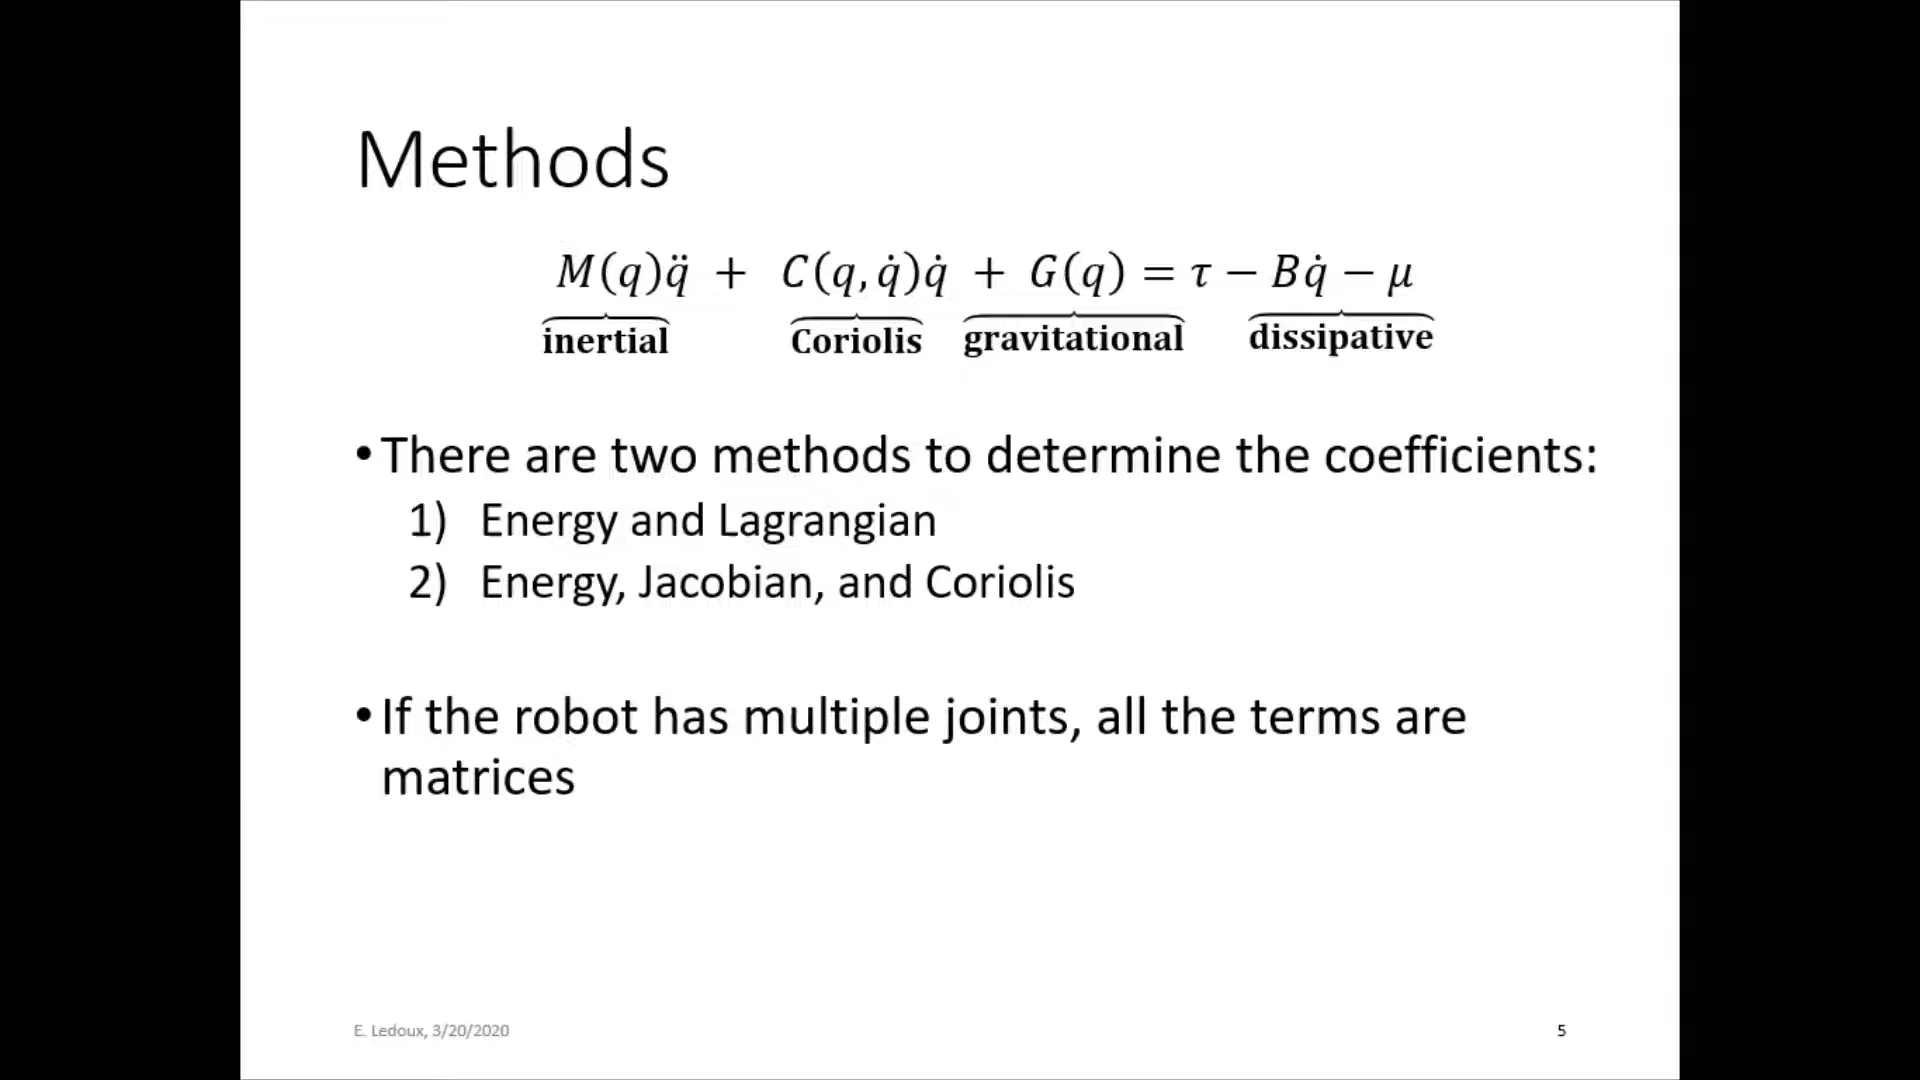 Methods
M(q)q̈ + C(q, q̇)q̇ + G(q) = τ − Bq̇ − μ
inertial Coriolis gravitational dissipative
• There are two methods to determine the coefficients:
1) Energy and Lagrangian
2) Energy, Jacobian, and Coriolis
• If the robot has multiple joints, all the terms are
matrices
E. Ledoux, 3/20/2020
5